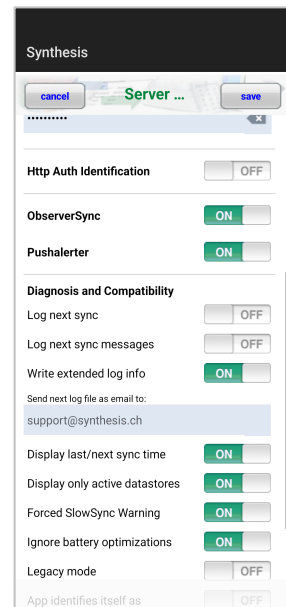 Synthesis
cancel Server ... save
••••••••••
Http Auth Identification OFF
ObserverSync ON
Pushalerter ON
Diagnosis and Compatibility
Log next sync OFF
Log next sync messages OFF
Write extended log info ON
Send next log file as email to:
support@synthesis.ch
Display last/next sync time ON
Display only active datastores ON
Forced SlowSync Warning ON
Ignore battery optimizations ON
Legacy mode OFF
App identifies itself as OFF